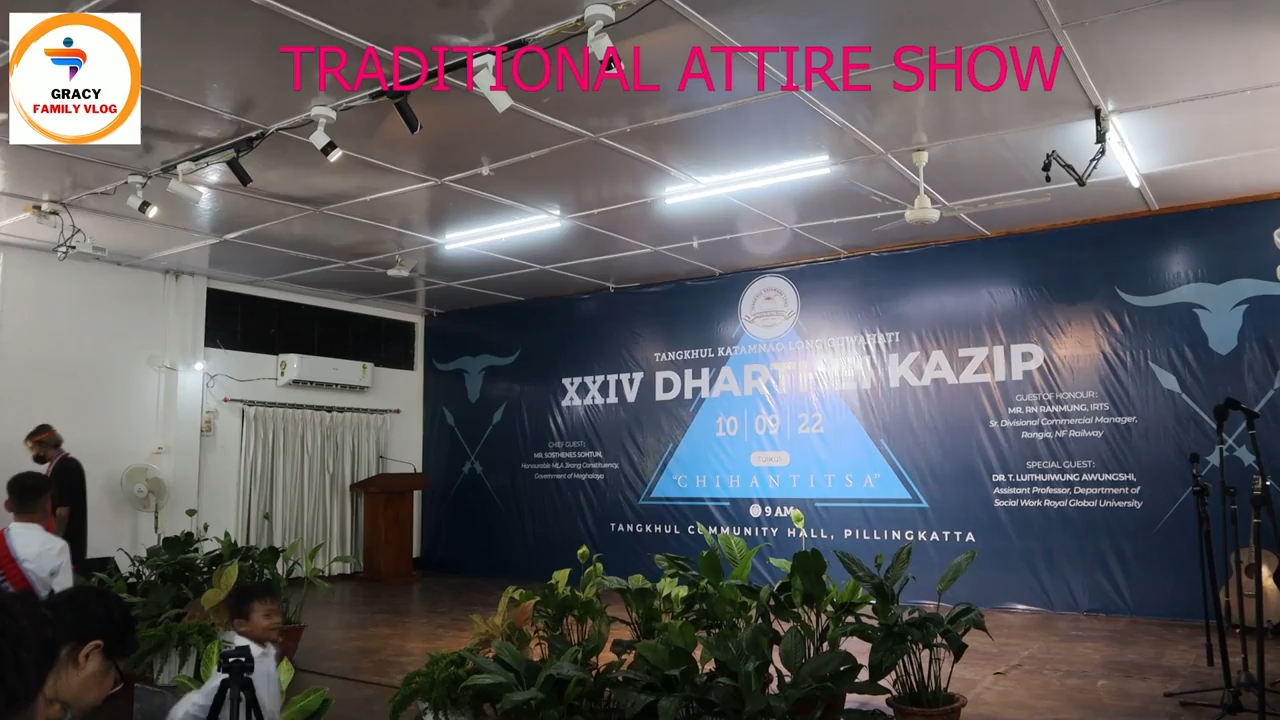 TRADITIONAL ATTIRE SHOW
GRACY
FAMILY VLOG
TANGKHUL KATAMNAO LONG GUWAHATI
XXIV DHARTHEI KAZIP
10 | 09 | 22
"CHIHANTITSA"
9 AM
TANGKHUL COMMUNITY HALL, PILLINGKATTA
CHIEF GUEST:
MR. SOSTHENES SOHTUN,
Honourable MLA Jirang Constituency,
Government of Meghalaya
GUEST OF HONOUR:
MR. RN RANMUNG, IRTS
Sr. Divisional Commercial Manager,
Rangia, NF Railway
SPECIAL GUEST:
DR. T. LUITHUIWUNG AWUNGSHI,
Assistant Professor, Department of
Social Work Royal Global University